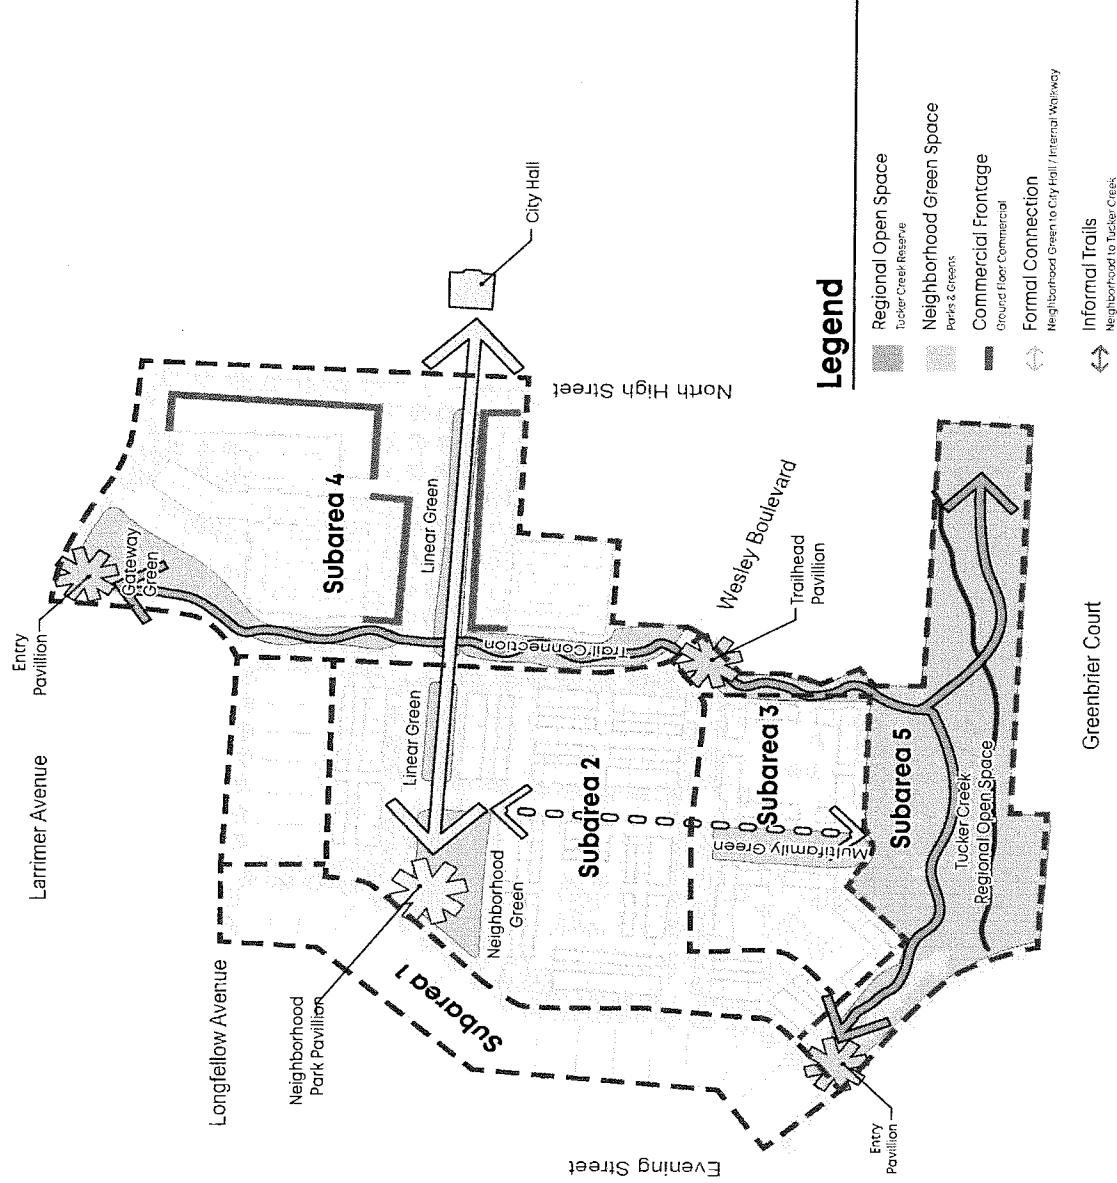 Larrimer Avenue
Longfellow Avenue
Evening Street
North High Street
Wesley Boulevard
Greenbrier Court
Entry
Pavillion
Gateway
Green
Neighborhood
Park Pavillion
Neighborhood
Green
Linear Green
Linear Green
City Hall
Trail Connection
Trailhead
Pavillion
Multifamily Green
Tucker Creek
Regional Open Space
Entry
Pavillion
Subarea 1
Subarea 2
Subarea 3
Subarea 4
Subarea 5
Legend
Regional Open Space
Tucker Creek Reserve
Neighborhood Green Space
Parks & Greens
Commercial Frontage
Ground Floor Commercial
Formal Connection
Neighborhood Green to City Hall / Internal Walkway
Informal Trails
Neighborhood to Tucker Creek